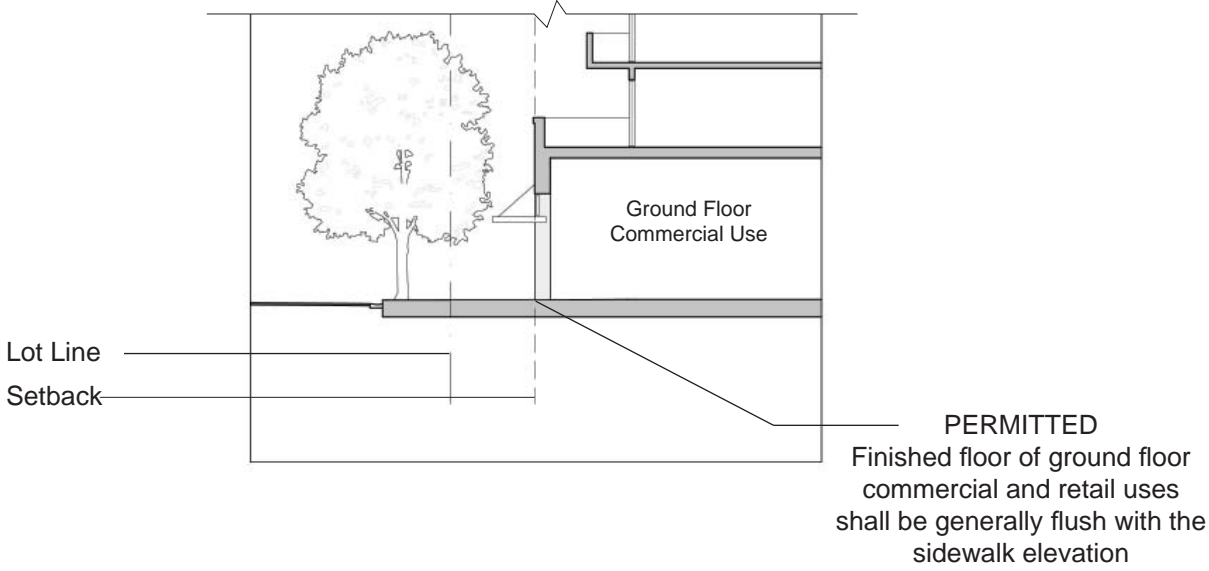 Ground Floor
Commercial Use
Lot Line
Setback
PERMITTED
Finished floor of ground floor
commercial and retail uses
shall be generally flush with the
sidewalk elevation